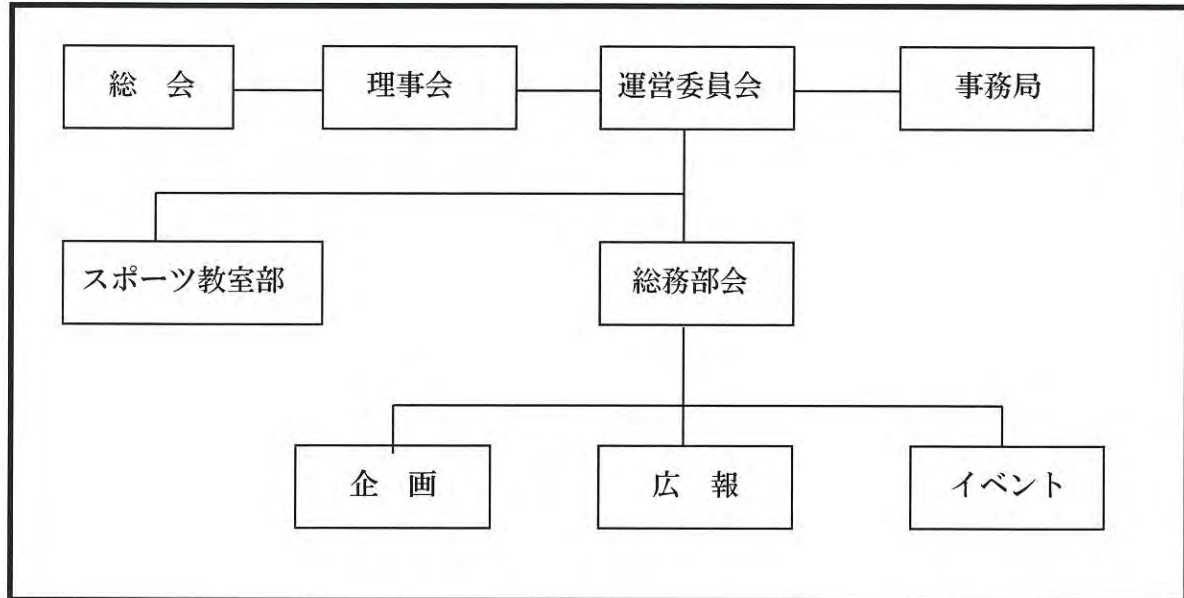 総　会
理事会
運営委員会
事務局
スポーツ教室部
総務部会
企　画
広　報
イベント